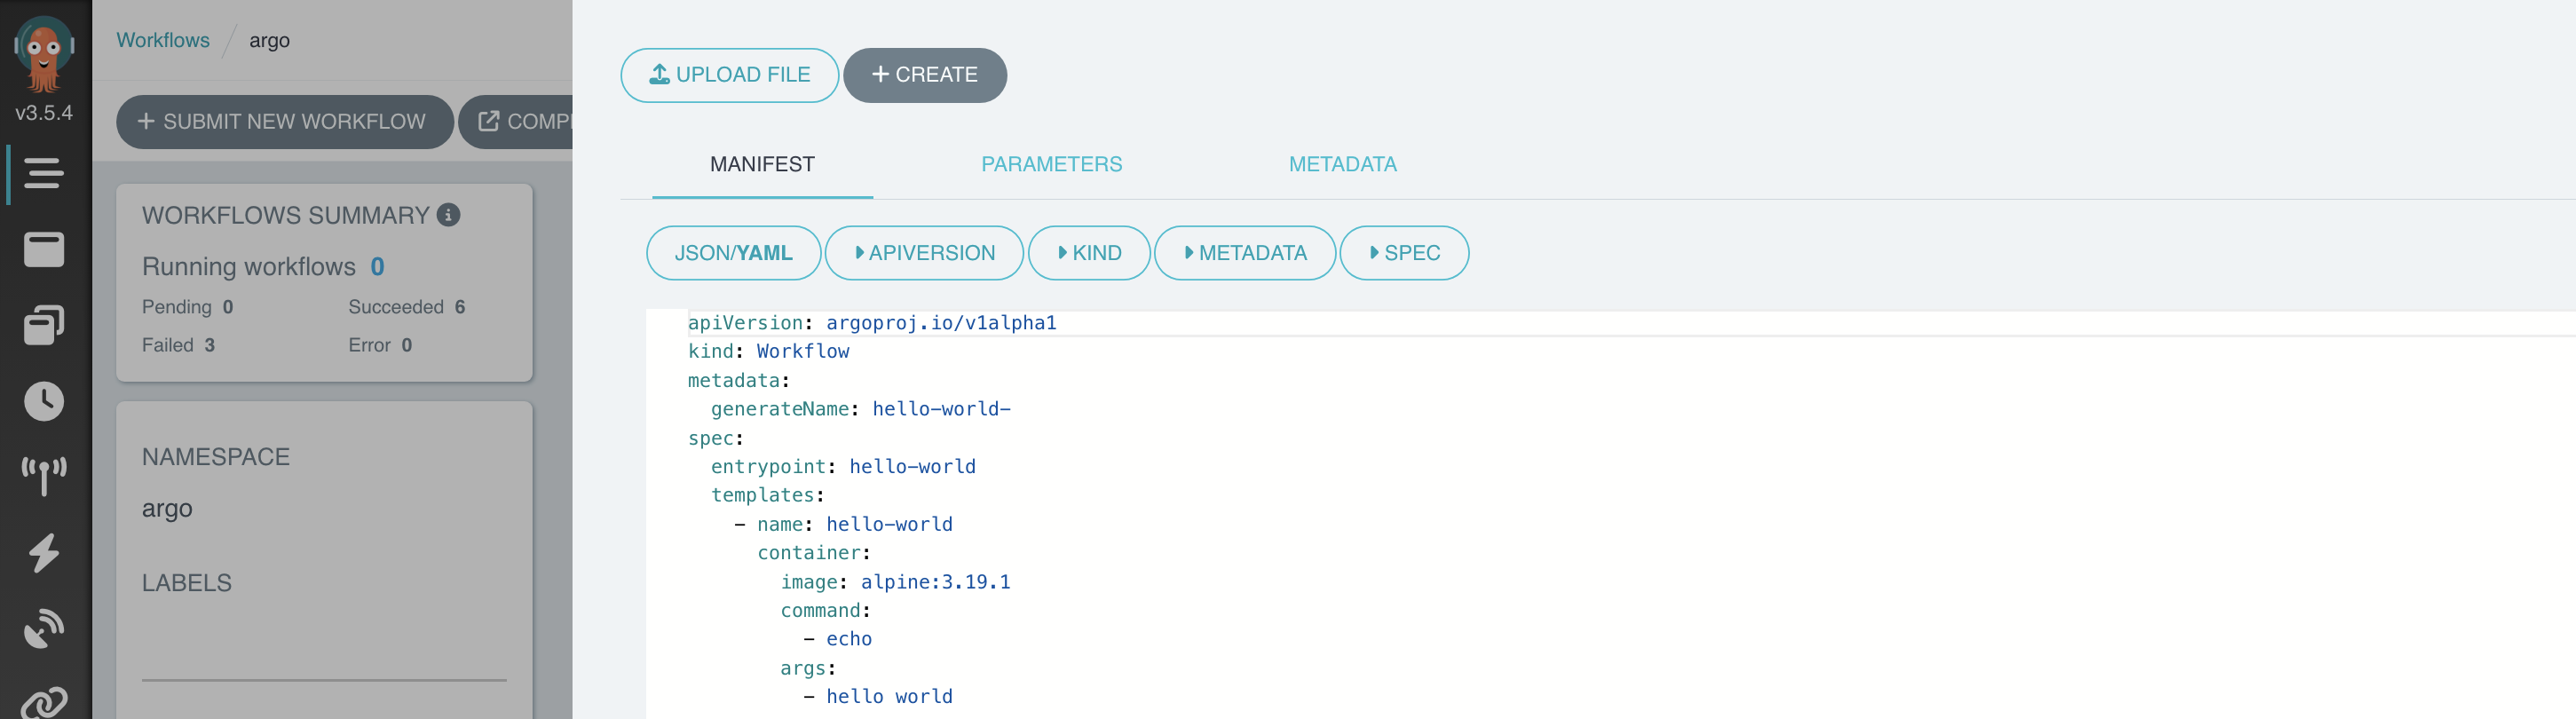 v3.5.4
Workflows / argo
SUBMIT NEW WORKFLOW
WORKFLOWS SUMMARY
Running workflows 0
Pending 0 Succeeded 6
Failed 3 Error 0
NAMESPACE
argo
LABELS
UPLOAD FILE
+ CREATE
MANIFEST PARAMETERS METADATA
JSON/YAML APIVERSION KIND METADATA SPEC
apiVersion: argoproj.io/v1alpha1
kind: Workflow
metadata:
  generateName: hello-world-
spec:
  entrypoint: hello-world
  templates:
    - name: hello-world
      container:
        image: alpine:3.19.1
        command:
          - echo
        args:
          - hello world